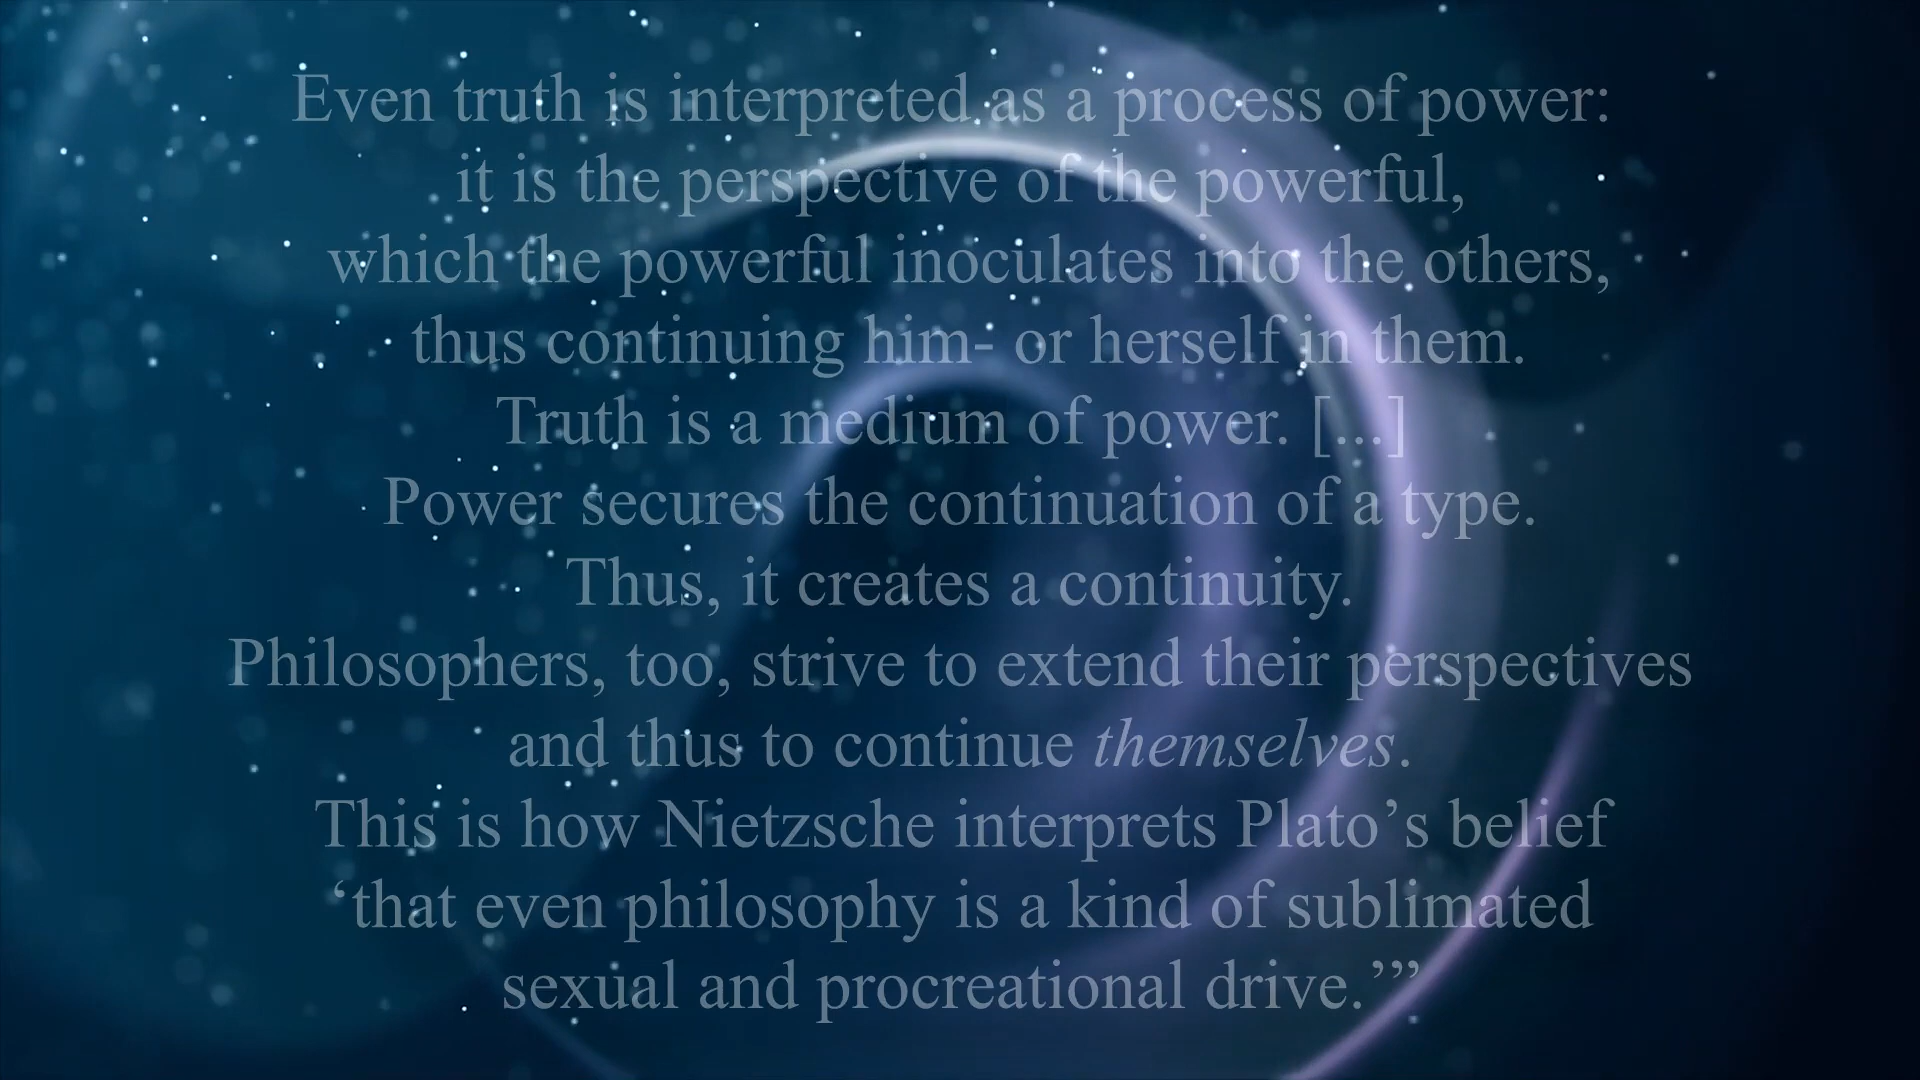 Even truth is interpreted as a process of power:
it is the perspective of the powerful,
which the powerful inoculates into the others,
thus continuing him- or herself in them.
Truth is a medium of power. [...]
Power secures the continuation of a type.
Thus, it creates a continuity.
Philosophers, too, strive to extend their perspectives
and thus to continue themselves.
This is how Nietzsche interprets Plato’s belief
‘that even philosophy is a kind of sublimated
sexual and procreational drive.’”